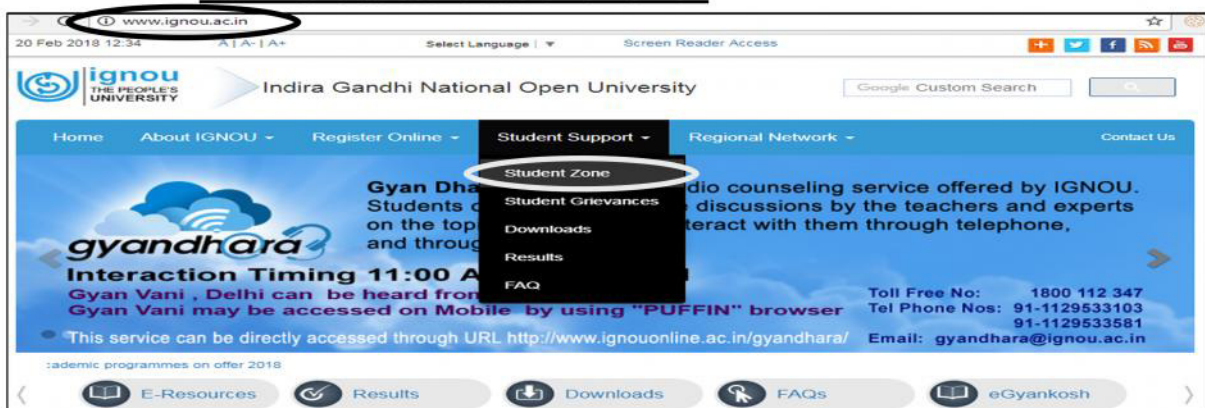 www.ignou.ac.in
20 Feb 2018 12:34 A | A- | A+ Select Language ▼ Screen Reader Access
ignou
THE PEOPLE'S
UNIVERSITY
Indira Gandhi National Open University
Google Custom Search
Home About IGNOU Register Online Student Support Regional Network Contact Us
Student Zone
Student Grievances
Downloads
Results
FAQ
Gyan Dha dio counseling service offered by IGNOU.
Students discussions by the teachers and experts
on the top teract with them through telephone,
and throug
gyandhara
Interaction Timing 11:00 A
Gyan Vani , Delhi can be heard from
Gyan Vani may be accessed on Mobile by using "PUFFIN" browser
This service can be directly accessed through URL http://www.ignouonline.ac.in/gyandhara/
Toll Free No: 1800 112 347
Tel Phone Nos: 91-1129533103
91-1129533581
Email: gyandhara@ignou.ac.in
cademic programmes on offer 2018
E-Resources Results Downloads FAQs eGyankosh